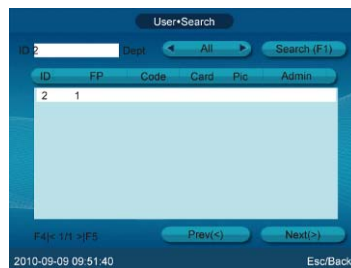 User•Search
ID 2 Dept ◄ All ► Search (F1)
ID FP Code Card Pic Admin
2 1
F4|< 1/1 >|F5 Prev(<) Next(>)
2010-09-09 09:51:40 Esc/Back